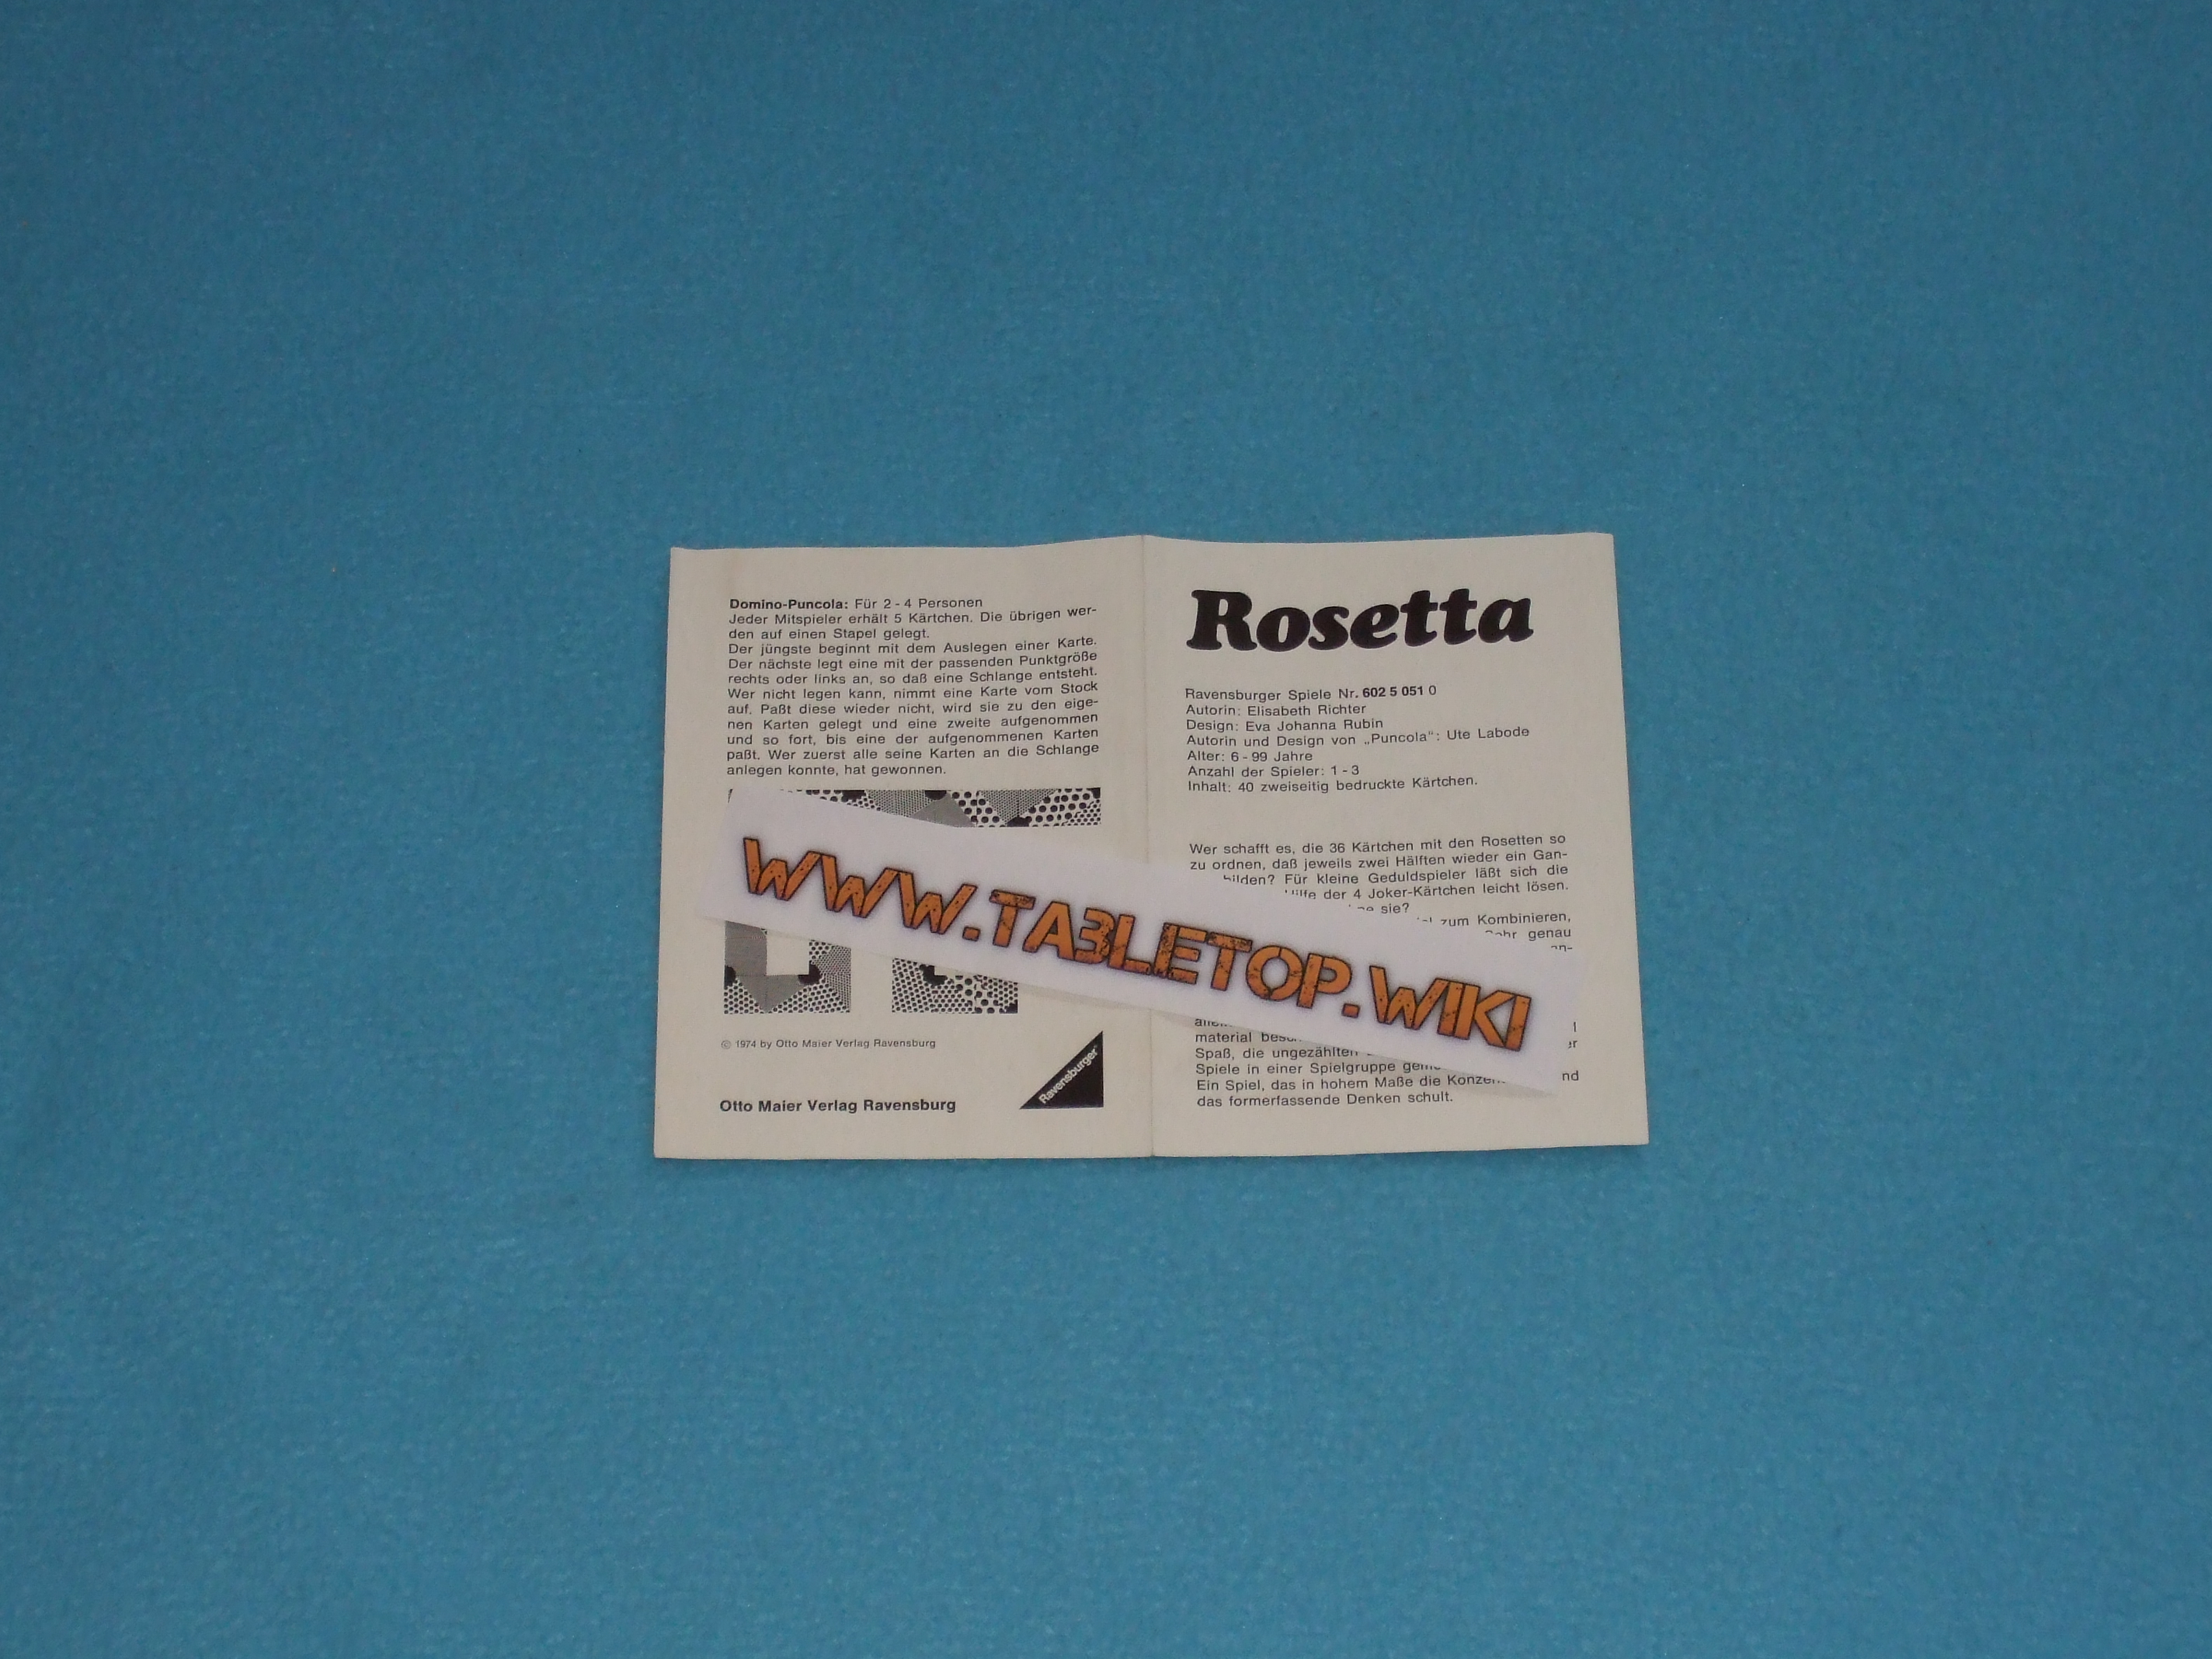 Domino-Puncola: Für 2 - 4 Personen
Jeder Mitspieler erhält 5 Kärtchen. Die übrigen wer-
den auf einen Stapel gelegt.
Der jüngste beginnt mit dem Auslegen einer Karte.
Der nächste legt eine mit der passenden Punktgröße
rechts oder links an, so daß eine Schlange entsteht.
Wer nicht legen kann, nimmt eine Karte vom Stock
auf. Paßt diese wieder nicht, wird sie zu den eige-
nen Karten gelegt und eine zweite aufgenommen
und so fort, bis eine der aufgenommenen Karten
paßt. Wer zuerst alle seine Karten an die Schlange
anlegen konnte, hat gewonnen.
© 1974 by Otto Maier Verlag Ravensburg
Otto Maier Verlag Ravensburg
Ravensburger
WWW.TABLETOP.WIKI
Rosetta
Ravensburger Spiele Nr. 602 5 051 0
Autorin: Elisabeth Richter
Design: Eva Johanna Rubin
Autorin und Design von „Puncola“: Ute Labode
Alter: 6 - 99 Jahre
Anzahl der Spieler: 1 - 3
Inhalt: 40 zweiseitig bedruckte Kärtchen.
Wer schafft es, die 36 Kärtchen mit den Rosetten so
zu ordnen, daß jeweils zwei Hälften wieder ein Gan-
bilden? Für kleine Geduldspieler läßt sich die
der 4 Joker-Kärtchen leicht lösen.
sie?
zum Kombinieren,
genau
material
Spaß, die ungezählten
Spiele in einer Spielgruppe
Ein Spiel, das in hohem Maße die
das formerfassende Denken schult.